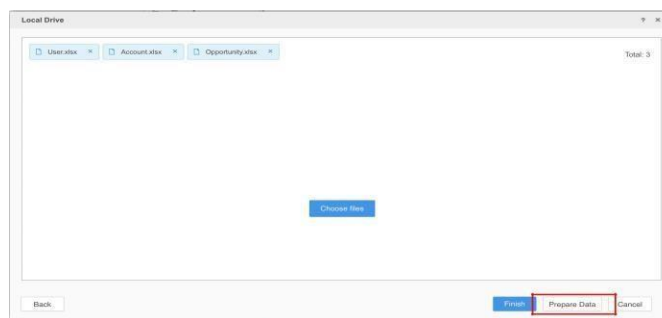 Local Drive ? ×
User.xlsx × Account.xlsx × Opportunity.xlsx × Total: 3
Choose files
Back Finish Prepare Data Cancel